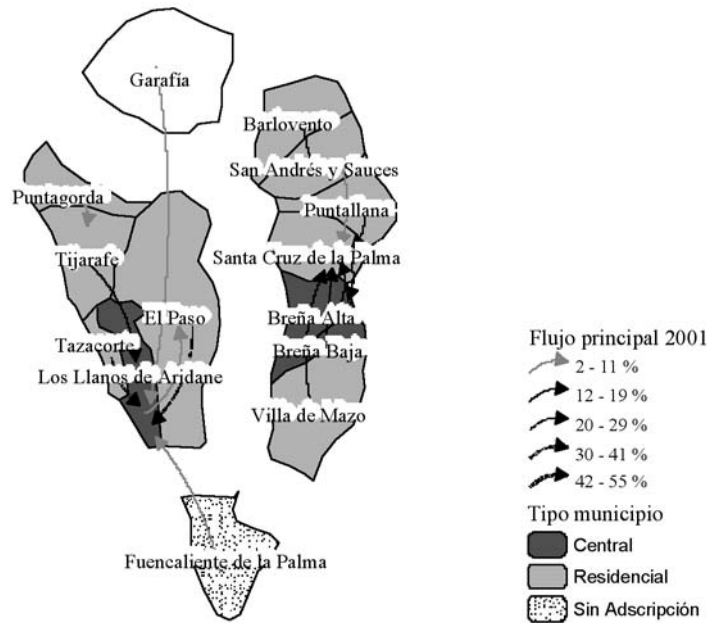 Garafía
Barlovento
San Andrés y Sauces
Puntagorda
Puntallana
Tijarafe
Santa Cruz de la Palma
El Paso
Breña Alta
Tazacorte
Breña Baja
Los Llanos de Aridane
Villa de Mazo
Fuencaliente de la Palma
Flujo principal 2001
2 - 11 %
12 - 19 %
20 - 29 %
30 - 41 %
42 - 55 %
Tipo municipio
Central
Residencial
Sin Adscripción